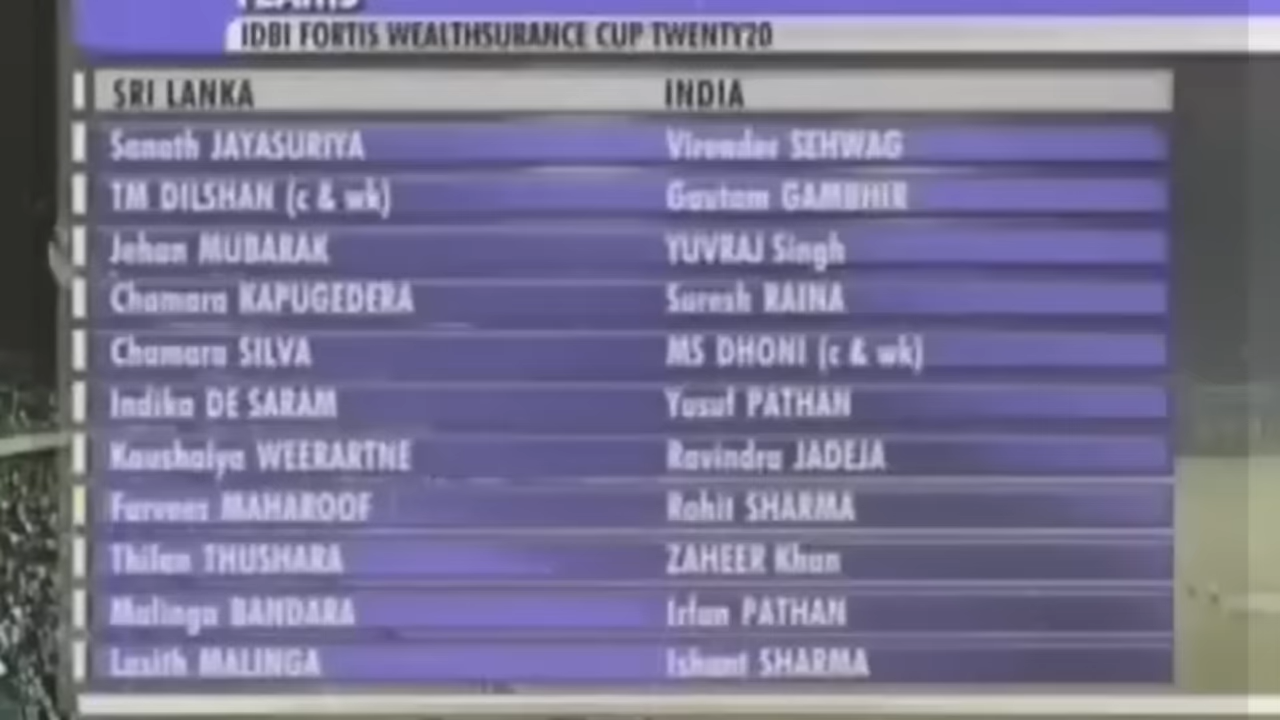 TEAMS
IDBI FORTIS WEALTHSURANCE CUP TWENTY20
SRI LANKA INDIA
Sanath JAYASURIYA Virender SEHWAG
TM DILSHAN (c & wk) Gautam GAMBHIR
Jehan MUBARAK YUVRAJ Singh
Chamara KAPUGEDERA Suresh RAINA
Chamara SILVA MS DHONI (c & wk)
Indika DE SARAM Yusuf PATHAN
Kaushalya WEERARTNE Ravindra JADEJA
Farveez MAHAROOF Rohit SHARMA
Thilan THUSHARA ZAHEER Khan
Malinga BANDARA Irfan PATHAN
Lasith MALINGA Ishant SHARMA